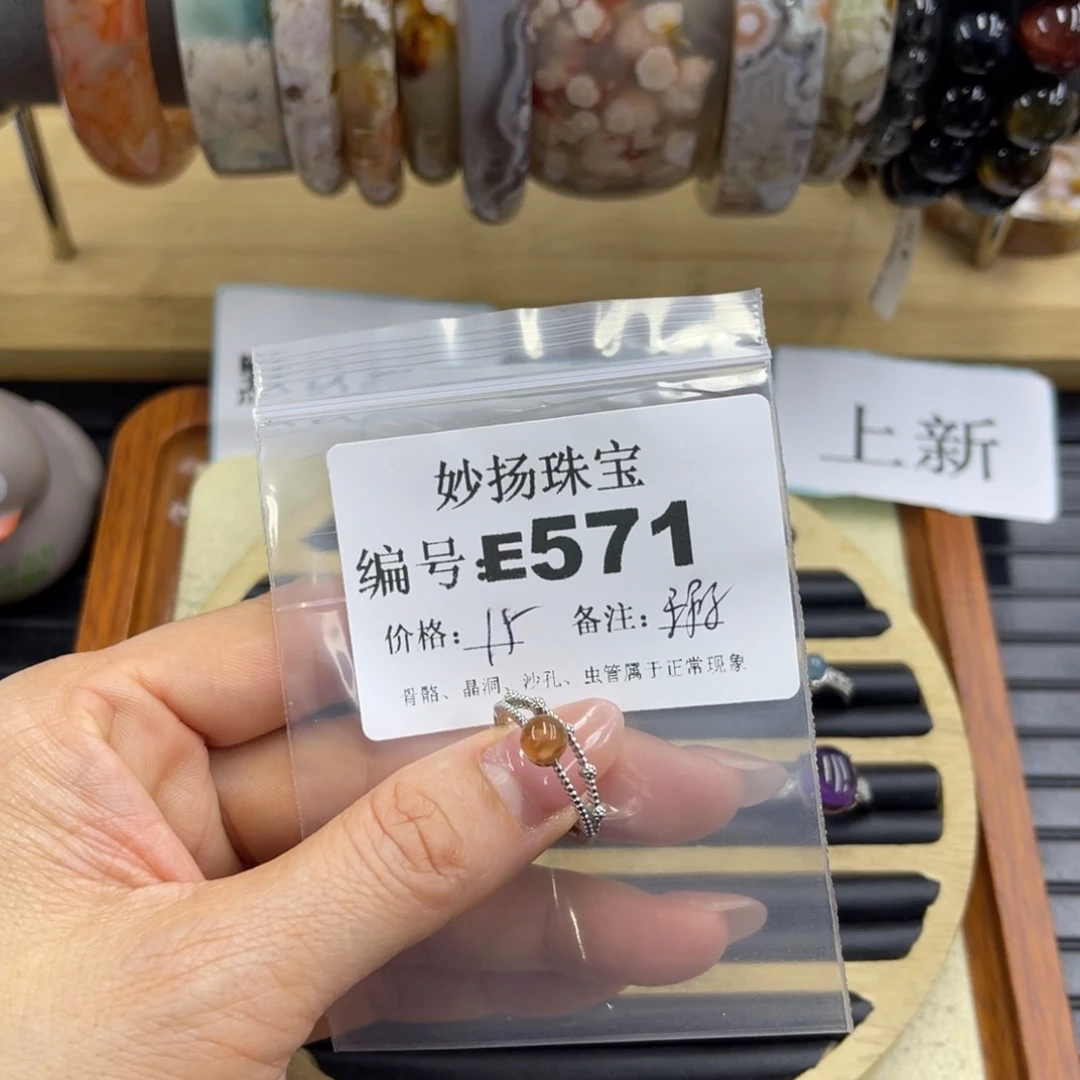 上新
妙扬珠宝
编号:E571
价格: 15 备注:
骨骼、晶洞、沙孔、虫管属于正常现象